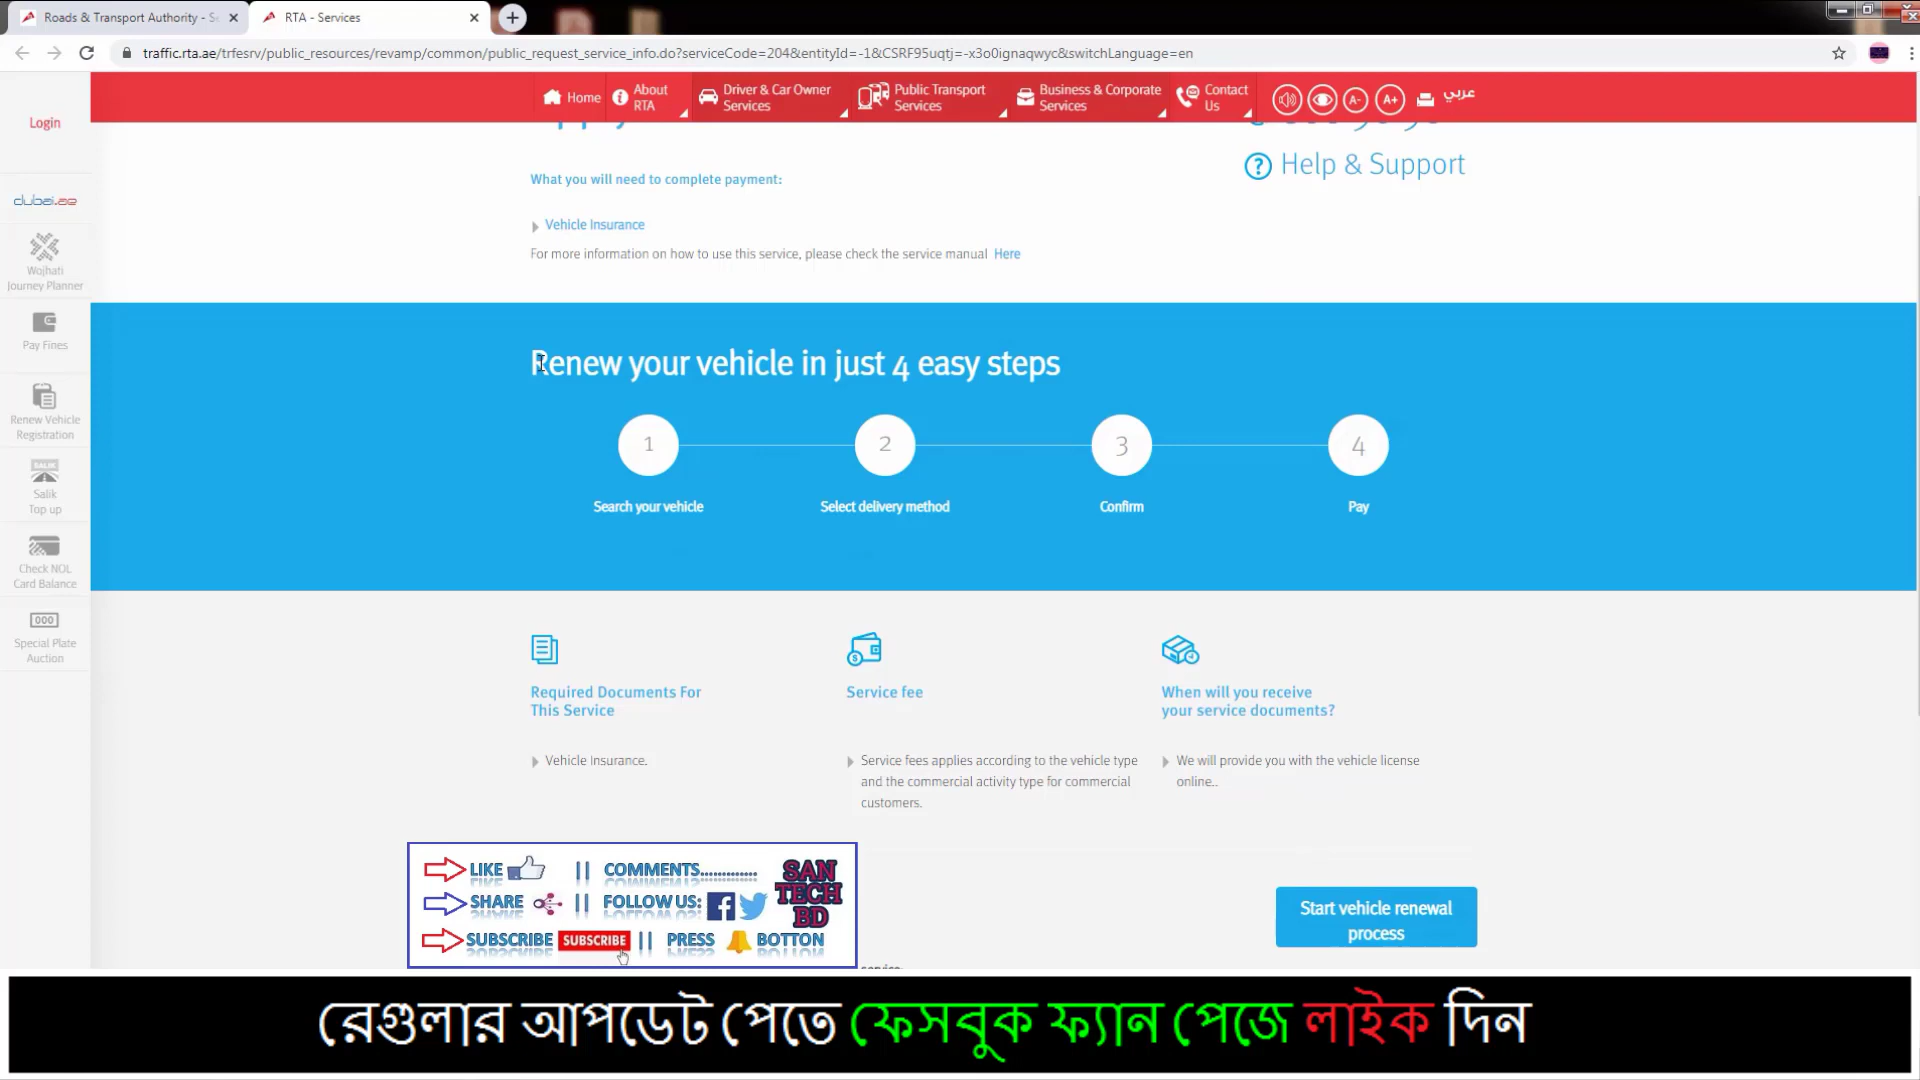 Roads & Transport Authority - Se
RTA - Services
traffic.rta.ae/trfesrv/public_resources/revamp/common/public_request_service_info.do?serviceCode=204&entityId=-1&CSRF95uqtj=-x3o0ignaqwyc&switchLanguage=en
Login
Home
About
RTA
Driver & Car Owner
Services
Public Transport
Services
Business & Corporate
Services
Contact
Us
A-
A+
عربي
Help & Support
What you will need to complete payment:
Vehicle Insurance
For more information on how to use this service, please check the service manual Here
dubai.ae
Wojhati
Journey Planner
Pay Fines
Renew Vehicle
Registration
SALIK
Salik
Top up
Check NOL
Card Balance
000
Special Plate
Auction
Renew your vehicle in just 4 easy steps
1
2
3
4
Search your vehicle
Select delivery method
Confirm
Pay
Required Documents For
This Service
Service fee
When will you receive
your service documents?
Vehicle Insurance.
Service fees applies according to the vehicle type
and the commercial activity type for commercial
customers.
We will provide you with the vehicle license
online..
LIKE || COMMENTS..............
SHARE || FOLLOW US:
SUBSCRIBE SUBSCRIBE || PRESS BOTTON
SAN
TECH
BD
Start vehicle renewal
process
service
রেগুলার আপডেট পেতে ফেসবুক ফ্যান পেজে লাইক দিন